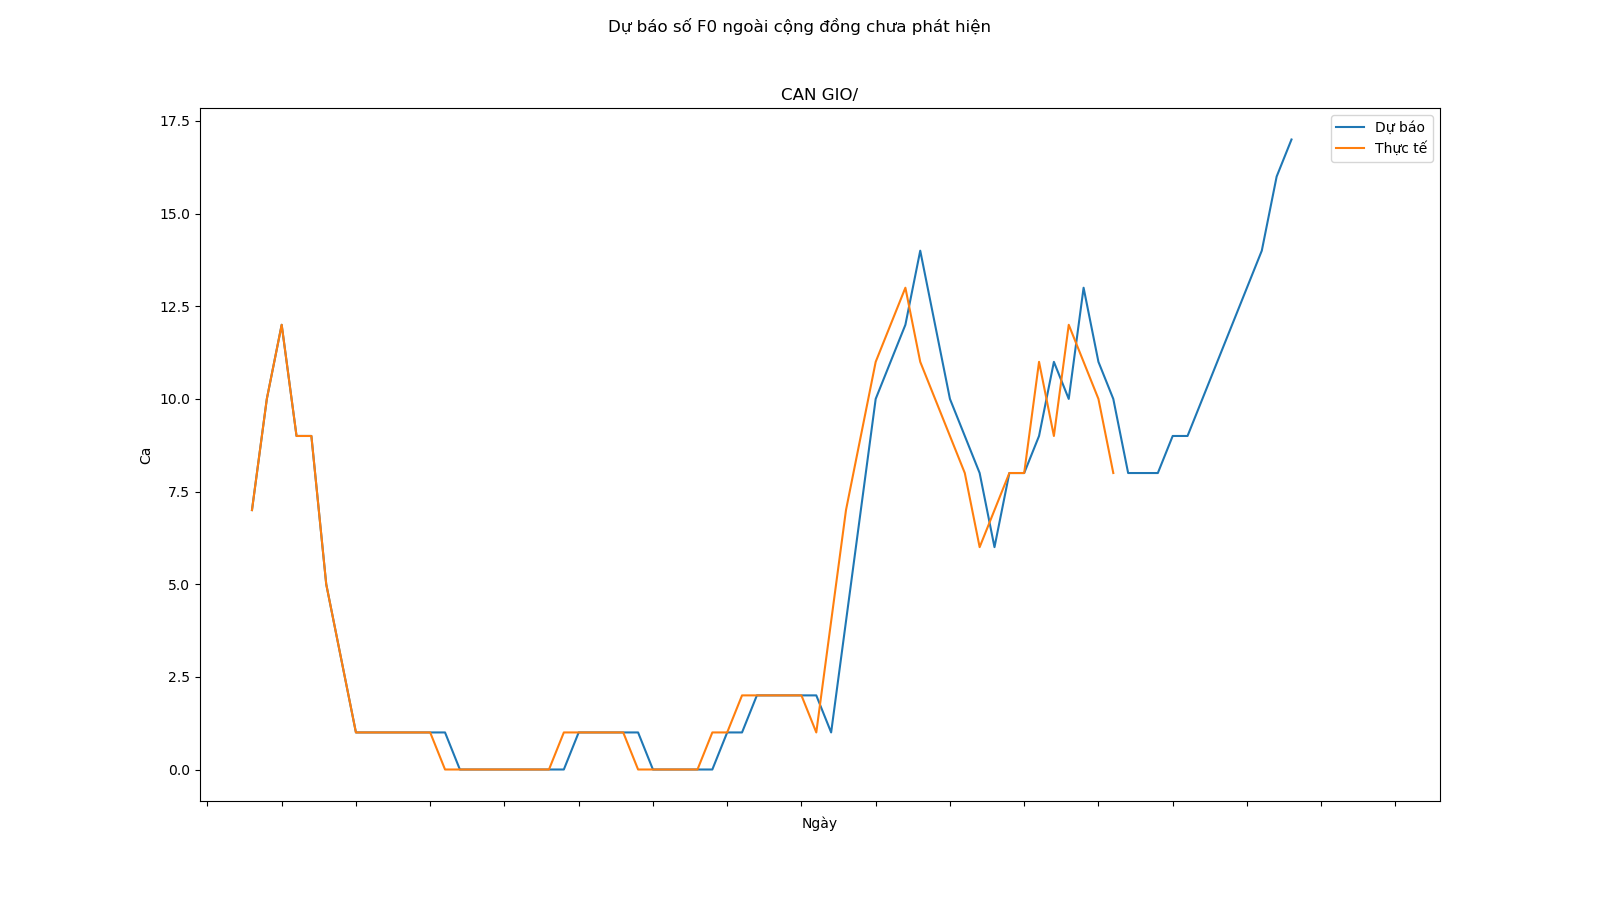 Dự báo số F0 ngoài cộng đồng chưa phát hiện
CAN GIO/
17.5
15.0
12.5
10.0
7.5
5.0
2.5
0.0
Ca
Dự báo
Thực tế
Ngày